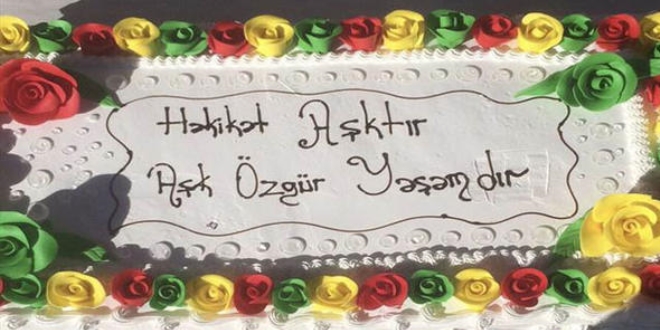 Hakikat Aşktır
Aşk Özgür Yaşamdır